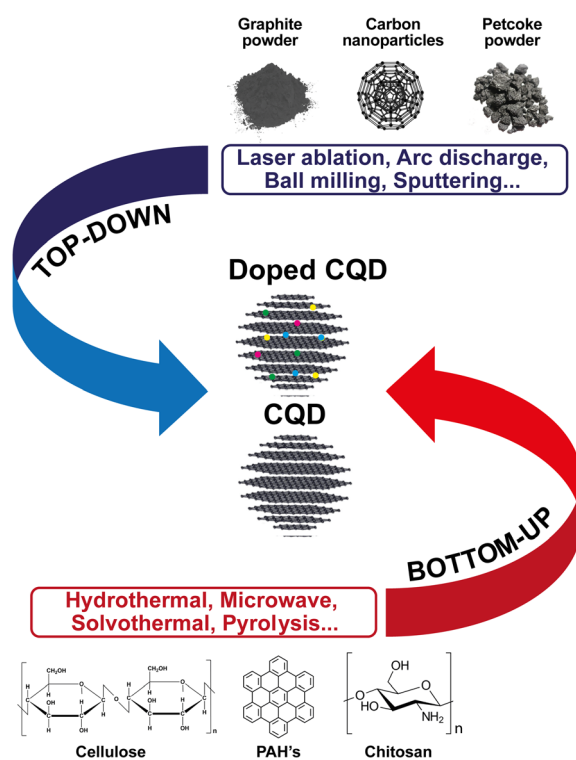 Graphite
powder
Carbon
nanoparticles
Petcoke
powder
Laser ablation, Arc discharge,
Ball milling, Sputtering...
TOP-DOWN
Doped CQD
CQD
BOTTOM-UP
Hydrothermal, Microwave,
Solvothermal, Pyrolysis...
CH₂OH
C
O
H
C
OH
H
C
H
OH
C
H
C
O
CH₂OH
C
O
H
C
OH
H
C
H
OH
C
H
C
n
HO
O
O
HO
NH₂
n
Cellulose
PAH's
Chitosan